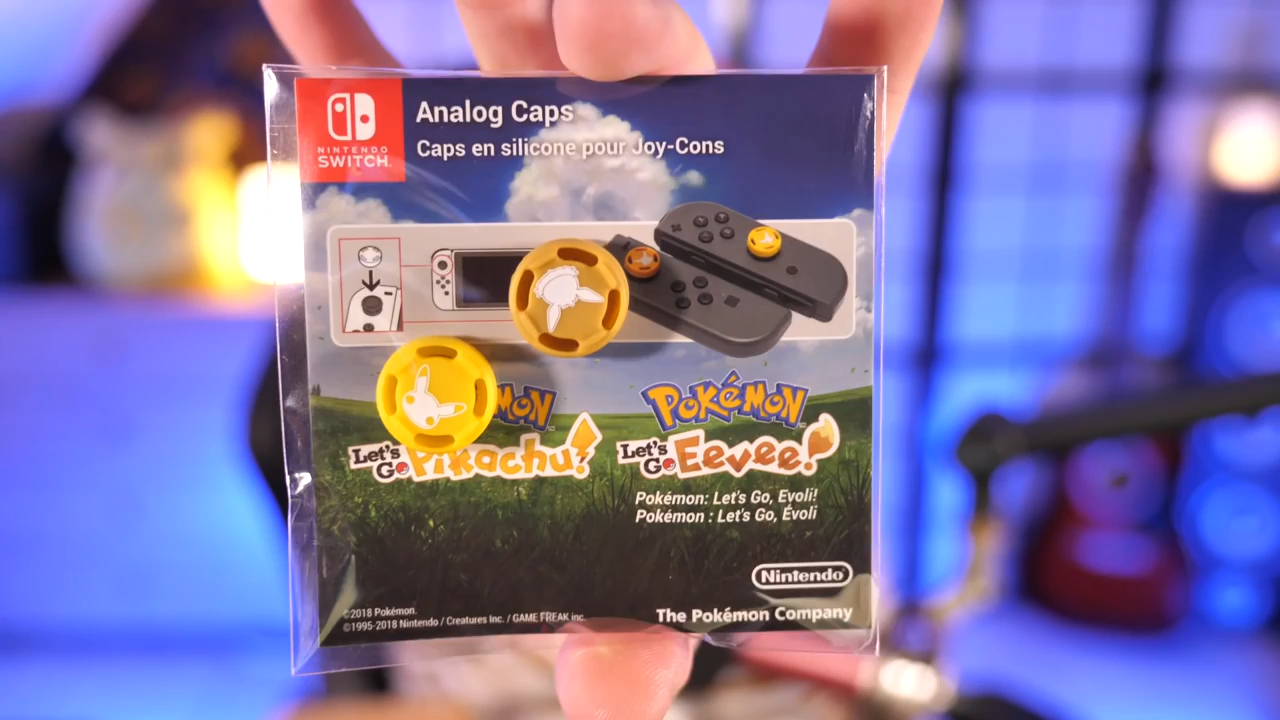 NINTENDO
SWITCH
Analog Caps
Caps en silicone pour Joy-Cons
MON
Let's Go Pikachu!
POKéMON
Let's Go Eevee!
Pokémon: Let's Go, Evoli!
Pokémon : Let's Go, Évoli
Nintendo
©2018 Pokémon.
©1995-2018 Nintendo / Creatures Inc. / GAME FREAK inc.
The Pokémon Company